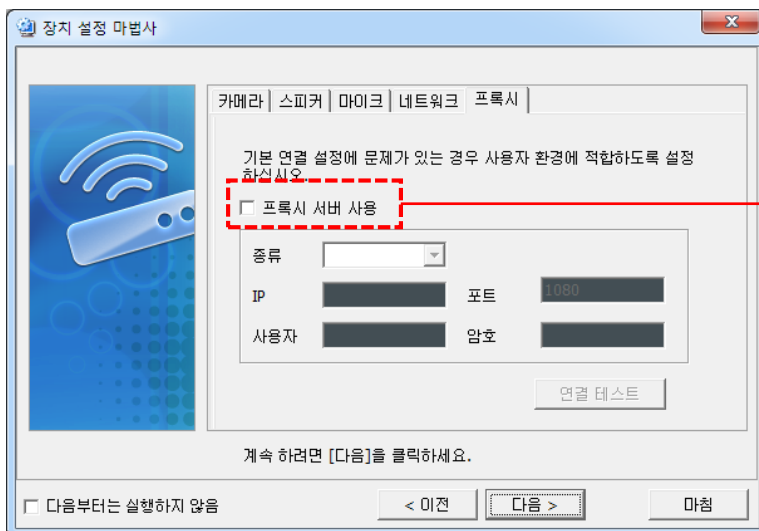 장치 설정 마법사
카메라 스피커 마이크 네트워크 프록시
기본 연결 설정에 문제가 있는 경우 사용자 환경에 적합하도록 설정
하십시오.
프록시 서버 사용
종류
IP 포트 1080
사용자 암호
연결 테스트
계속 하려면 [다음]을 클릭하세요.
다음부터는 실행하지 않음 < 이전 다음 > 마침